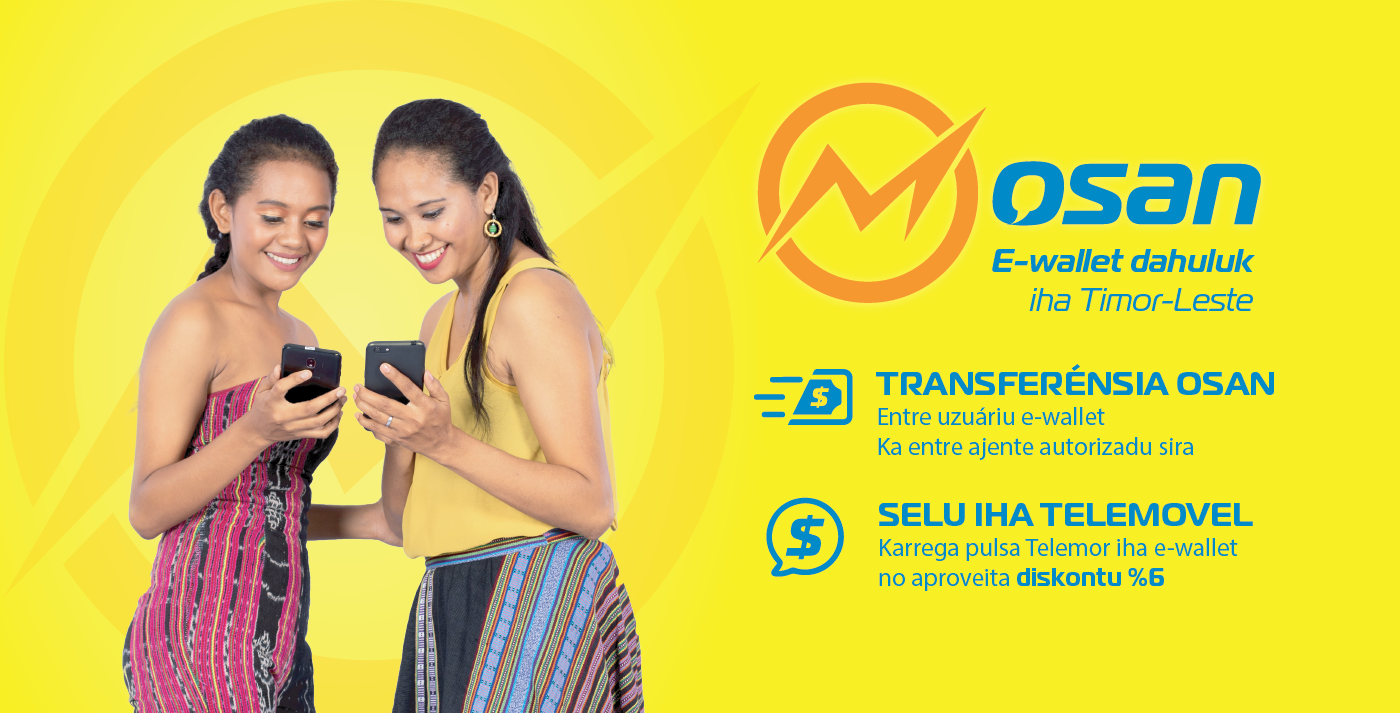 Mosan
E-wallet dahuluk
iha Timor-Leste
TRANSFERÉNSIA OSAN
Entre uzuáriu e-wallet
Ka entre ajente autorizadu sira
SELU IHA TELEMOVEL
Karrega pulsa Telemor iha e-wallet
no aproveita diskontu %6